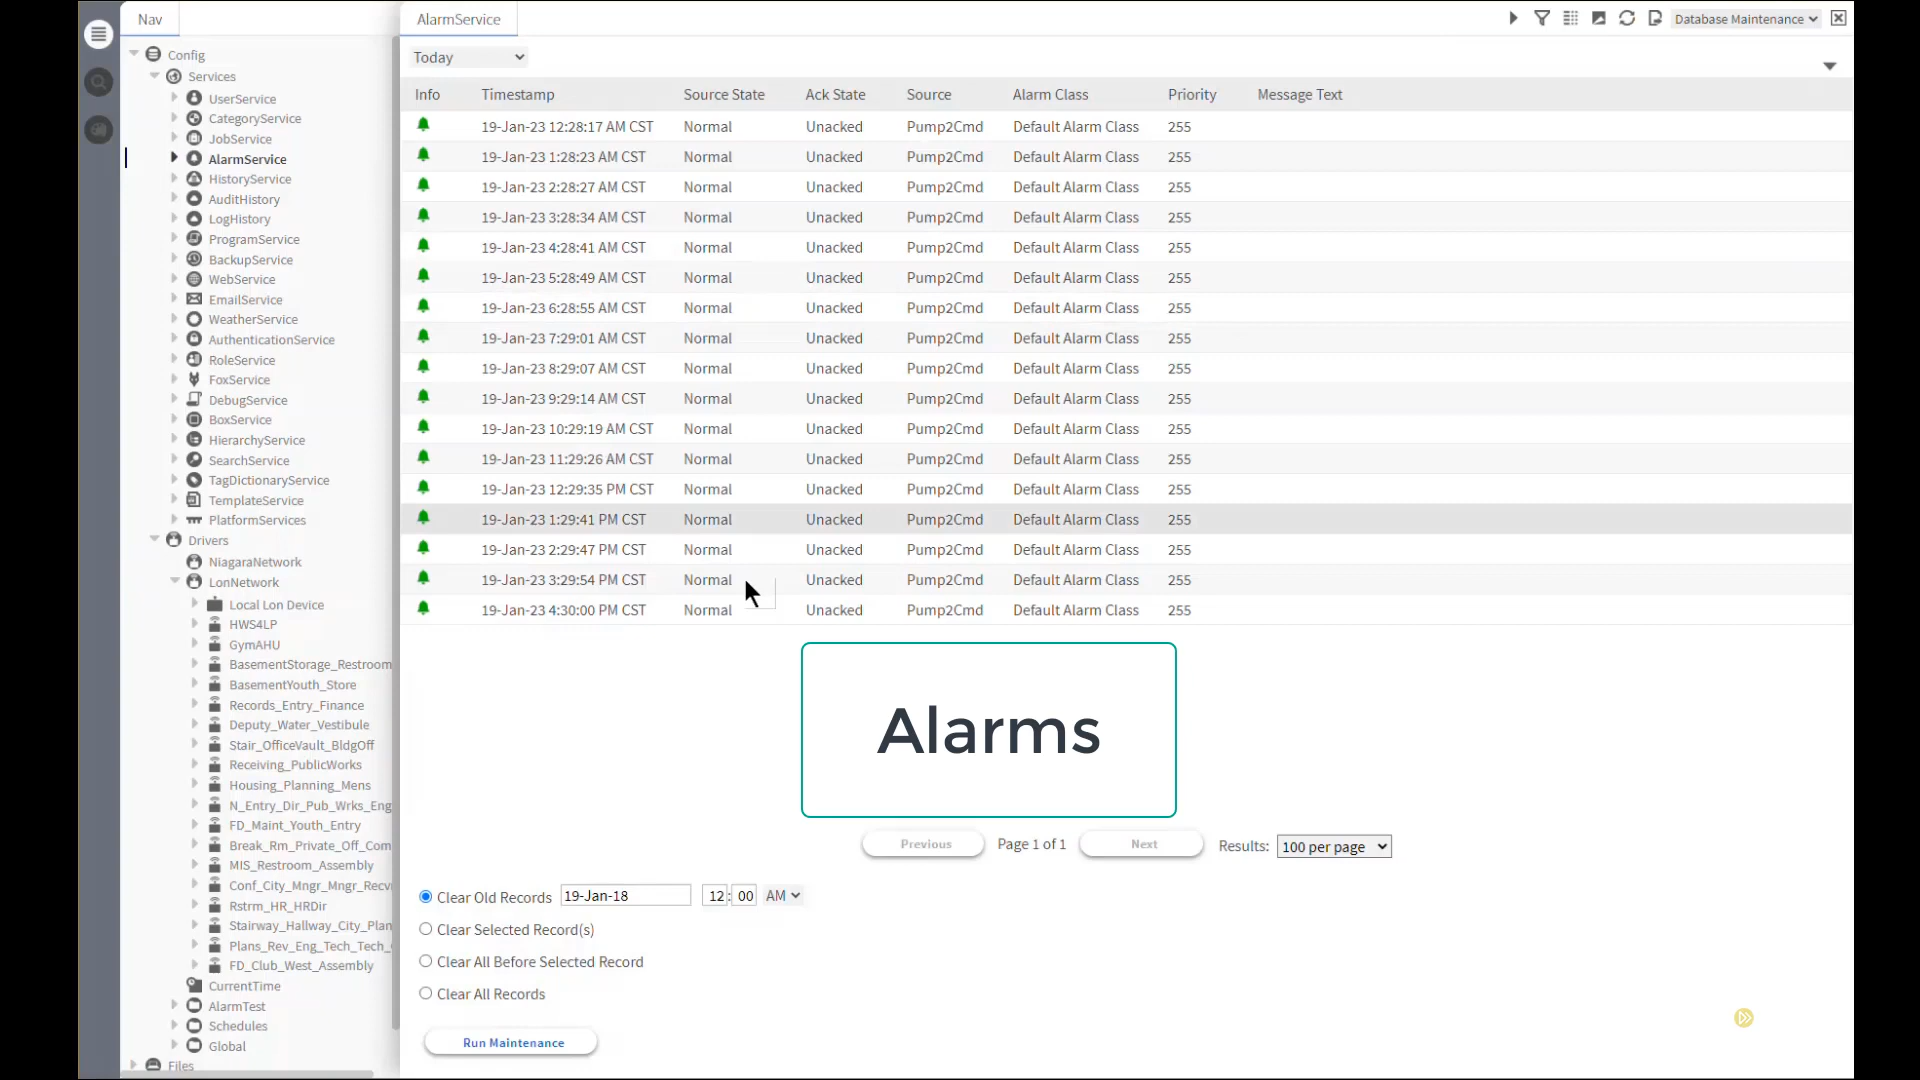 Nav
AlarmService
Database Maintenance
Config
Services
UserService
CategoryService
JobService
AlarmService
HistoryService
AuditHistory
LogHistory
ProgramService
BackupService
WebService
EmailService
WeatherService
AuthenticationService
RoleService
FoxService
DebugService
BoxService
HierarchyService
SearchService
TagDictionaryService
TemplateService
PlatformServices
Drivers
NiagaraNetwork
LonNetwork
Local Lon Device
HWS4LP
GymAHU
BasementStorage_Restroom
BasementYouth_Store
Records_Entry_Finance
Deputy_Water_Vestibule
Stair_OfficeVault_BldgOff
Receiving_PublicWorks
Housing_Planning_Mens
N_Entry_Dir_Pub_Wrks_Eng
FD_Maint_Youth_Entry
Break_Rm_Private_Off_Com
MIS_Restroom_Assembly
Conf_City_Mngr_Mngr_Recv
Rstrm_HR_HRDir
Stairway_Hallway_City_Plan
Plans_Rev_Eng_Tech_Tech_
FD_Club_West_Assembly
CurrentTime
AlarmTest
Schedules
Global
Files
Today
Info Timestamp Source State Ack State Source Alarm Class Priority Message Text
19-Jan-23 12:28:17 AM CST Normal Unacked Pump2Cmd Default Alarm Class 255
19-Jan-23 1:28:23 AM CST Normal Unacked Pump2Cmd Default Alarm Class 255
19-Jan-23 2:28:27 AM CST Normal Unacked Pump2Cmd Default Alarm Class 255
19-Jan-23 3:28:34 AM CST Normal Unacked Pump2Cmd Default Alarm Class 255
19-Jan-23 4:28:41 AM CST Normal Unacked Pump2Cmd Default Alarm Class 255
19-Jan-23 5:28:49 AM CST Normal Unacked Pump2Cmd Default Alarm Class 255
19-Jan-23 6:28:55 AM CST Normal Unacked Pump2Cmd Default Alarm Class 255
19-Jan-23 7:29:01 AM CST Normal Unacked Pump2Cmd Default Alarm Class 255
19-Jan-23 8:29:07 AM CST Normal Unacked Pump2Cmd Default Alarm Class 255
19-Jan-23 9:29:14 AM CST Normal Unacked Pump2Cmd Default Alarm Class 255
19-Jan-23 10:29:19 AM CST Normal Unacked Pump2Cmd Default Alarm Class 255
19-Jan-23 11:29:26 AM CST Normal Unacked Pump2Cmd Default Alarm Class 255
19-Jan-23 12:29:35 PM CST Normal Unacked Pump2Cmd Default Alarm Class 255
19-Jan-23 1:29:41 PM CST Normal Unacked Pump2Cmd Default Alarm Class 255
19-Jan-23 2:29:47 PM CST Normal Unacked Pump2Cmd Default Alarm Class 255
19-Jan-23 3:29:54 PM CST Normal Unacked Pump2Cmd Default Alarm Class 255
19-Jan-23 4:30:00 PM CST Normal Unacked Pump2Cmd Default Alarm Class 255
Alarms
Previous Page 1 of 1 Next Results: 100 per page
Clear Old Records 19-Jan-18 12:00 AM
Clear Selected Record(s)
Clear All Before Selected Record
Clear All Records
Run Maintenance